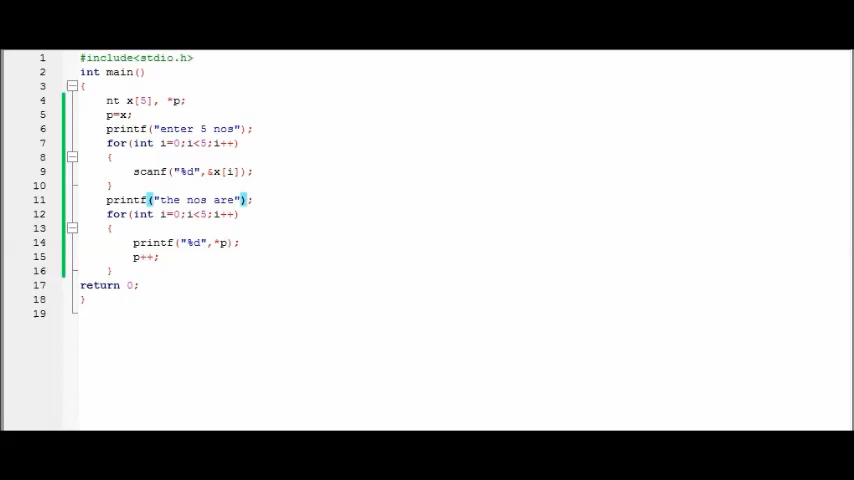 1 #include<stdio.h>
2 int main()
3 {
4 nt x[5], *p;
5 p=x;
6 printf("enter 5 nos");
7 for(int i=0;i<5;i++)
8 {
9 scanf("%d",&x[i]);
10 }
11 printf("the nos are");
12 for(int i=0;i<5;i++)
13 {
14 printf("%d",*p);
15 p++;
16 }
17 return 0;
18 }
19